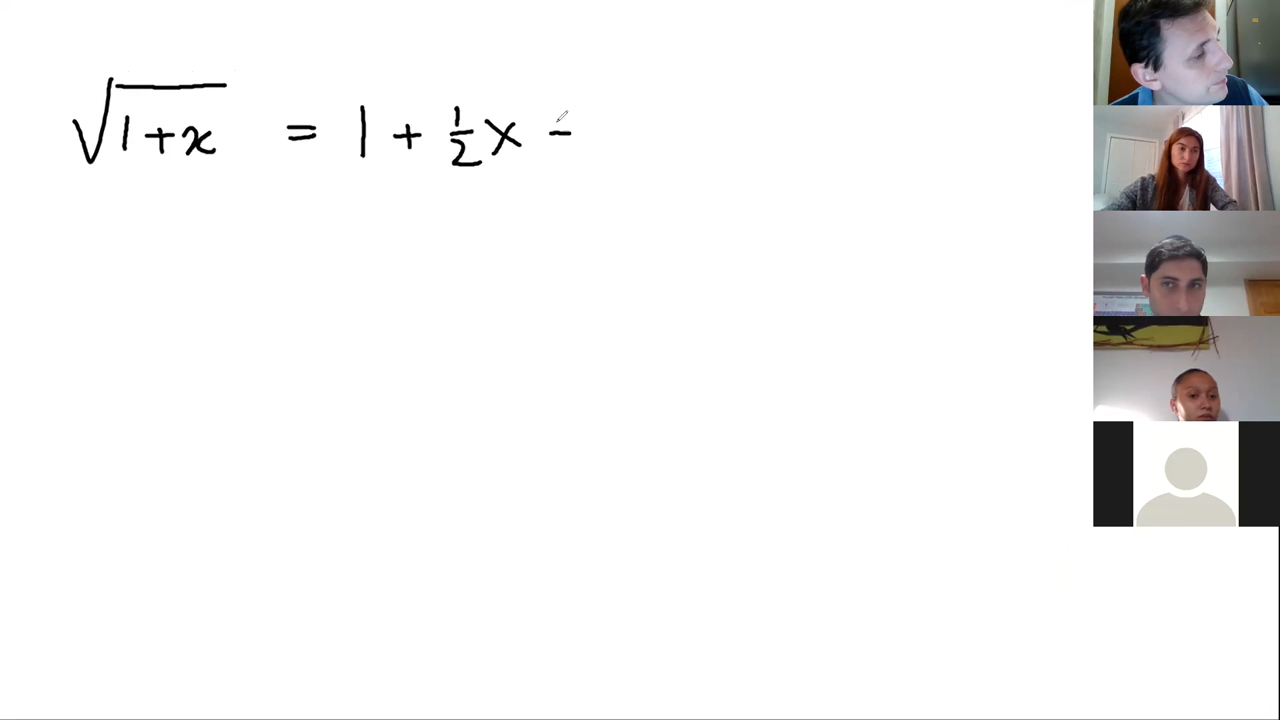 √(1+x) = 1 + ½x −